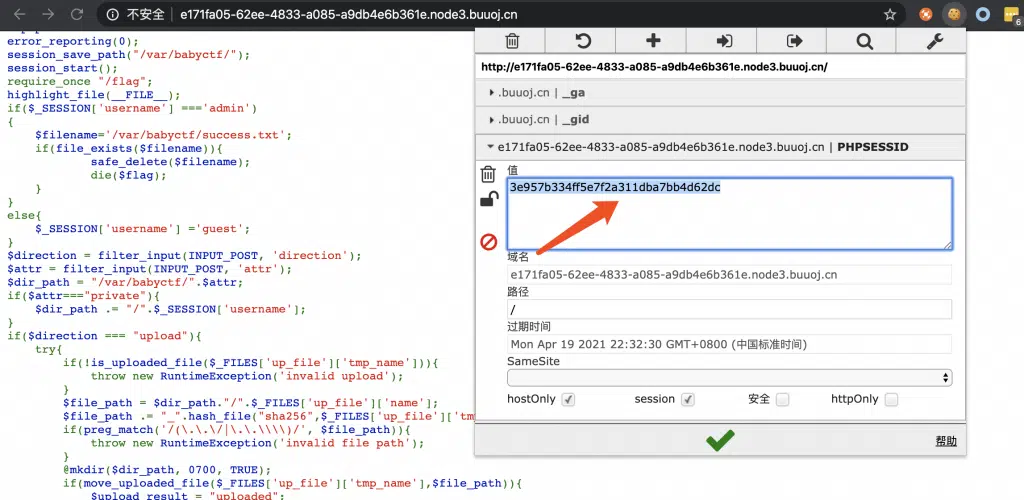 不安全 | e171fa05-62ee-4833-a085-a9db4e6b361e.node3.buuoj.cn
6
error_reporting(0);
session_save_path("/var/babyctf/");
session_start();
require_once "/flag";
highlight_file(__FILE__);
if($_SESSION['username'] ==='admin')
{
$filename='/var/babyctf/success.txt';
if(file_exists($filename)){
safe_delete($filename);
die($flag);
}
}
else{
$_SESSION['username'] ='guest';
}
$direction = filter_input(INPUT_POST, 'direction');
$attr = filter_input(INPUT_POST, 'attr');
$dir_path = "/var/babyctf/".$attr;
if($attr==="private"){
$dir_path .= "/".$_SESSION['username'];
}
if($direction === "upload"){
try{
if(!is_uploaded_file($_FILES['up_file']['tmp_name'])){
throw new RuntimeException('invalid upload');
}
$file_path = $dir_path."/".$_FILES['up_file']['name'];
$file_path .= "_".hash_file("sha256",$_FILES['up_file']['tm
if(preg_match('/(\.\.\/|\.\.\\\\)/', $file_path)){
throw new RuntimeException('invalid file path');
}
@mkdir($dir_path, 0700, TRUE);
if(move_uploaded_file($_FILES['up_file']['tmp_name'],$file_path)){
$upload_result = "uploaded";
http://e171fa05-62ee-4833-a085-a9db4e6b361e.node3.buuoj.cn/
.buuoj.cn | _ga
.buuoj.cn | _gid
e171fa05-62ee-4833-a085-a9db4e6b361e.node3.buuoj.cn | PHPSESSID
值
3e957b334ff5e7f2a311dba7bb4d62dc
域名
e171fa05-62ee-4833-a085-a9db4e6b361e.node3.buuoj.cn
路径
/
过期时间
Mon Apr 19 2021 22:32:30 GMT+0800 (中国标准时间)
SameSite
hostOnly session 安全 httpOnly
帮助